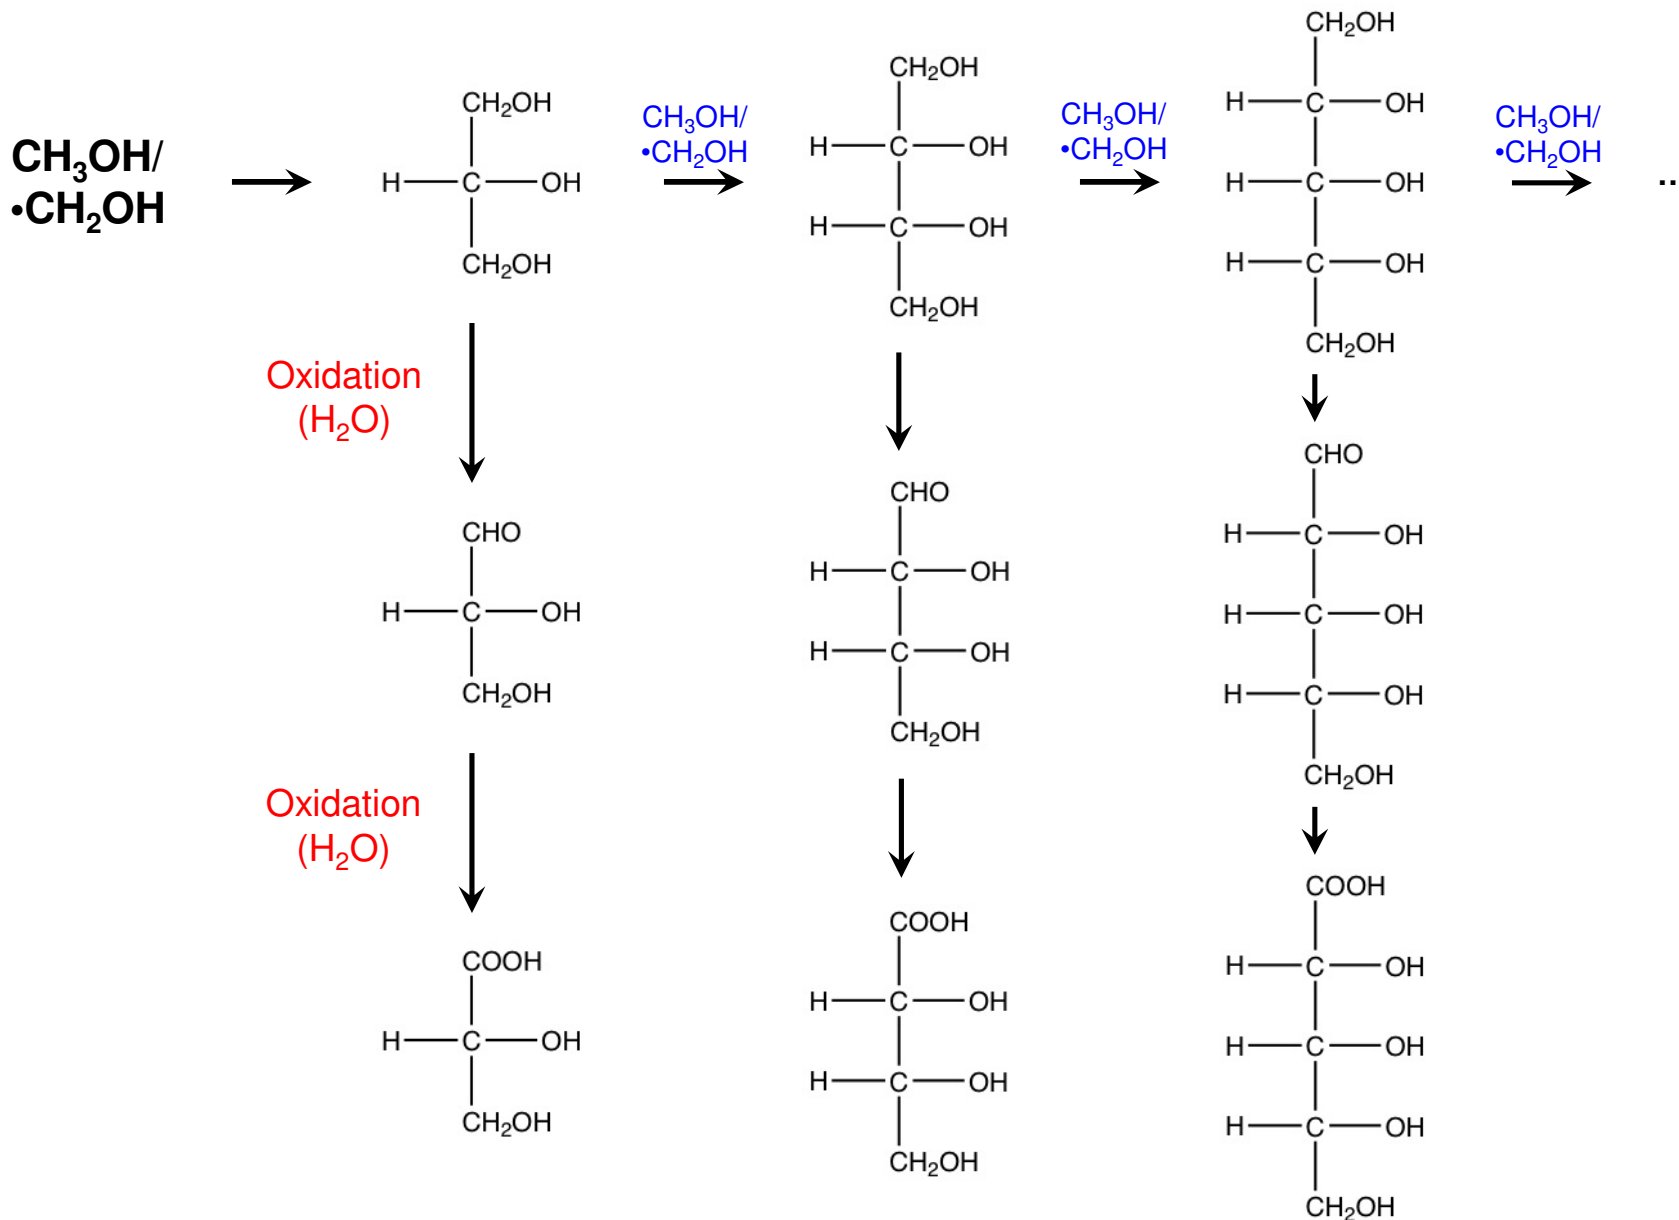 CH₃OH/
•CH₂OH
CH₂OH
H C OH
CH₂OH
CH₃OH/
•CH₂OH
CH₂OH
H C OH
H C OH
CH₂OH
CH₃OH/
•CH₂OH
CH₂OH
H C OH
H C OH
H C OH
CH₂OH
CH₃OH/
•CH₂OH
..
Oxidation
(H₂O)
CHO
H C OH
CH₂OH
CHO
H C OH
H C OH
CH₂OH
CHO
H C OH
H C OH
H C OH
CH₂OH
Oxidation
(H₂O)
COOH
H C OH
CH₂OH
COOH
H C OH
H C OH
CH₂OH
COOH
H C OH
H C OH
H C OH
CH₂OH